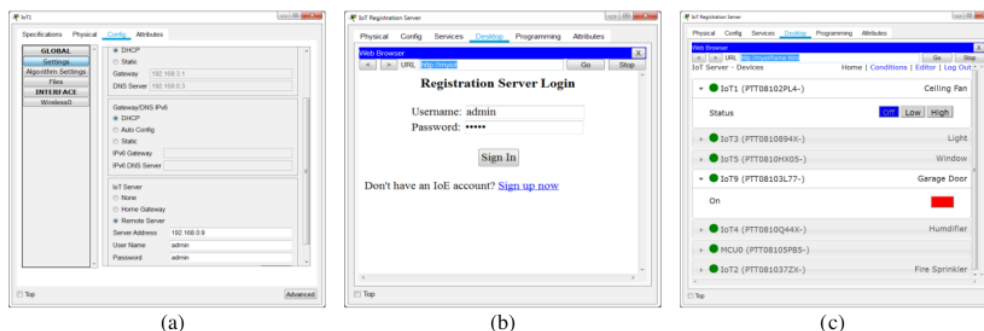 IoT1
Specifications Physical Config Attributes
GLOBAL
Settings
Algorithm Settings
Files
INTERFACE
Wireless0
DHCP
Static
Gateway 192.168.3.1
DNS Server 192.168.0.3
Gateway/DNS IPv6
DHCP
Auto Config
Static
IPv6 Gateway
IPv6 DNS Server
IoT Server
None
Home Gateway
Remote Server
Server Address 192.168.0.9
User Name admin
Password admin
Top
Advanced
(a)
IoT Registration Server
Physical Config Services Desktop Programming Attributes
Web Browser X
< > URL http://myiot Go Stop
Registration Server Login
Username: admin
Password: •••••
Sign In
Don't have an IoE account? Sign up now
Top
(b)
IoT Registration Server
Physical Config Services Desktop Programming Attributes
Web Browser X
< > URL Go Stop
IoT Server - Devices Home | Conditions | Editor | Log Out
IoT1 (PTT08102PL4-) Ceiling Fan
Status Off Low High
IoT3 (PTT0810894X-) Light
IoT5 (PTT0810HX05-) Window
IoT9 (PTT08103L77-) Garage Door
On
IoT4 (PTT0810Q44X-) Humdifier
MCU0 (PTT08105PB5-)
IoT2 (PTT081037ZX-) Fire Sprinkler
Top
(c)